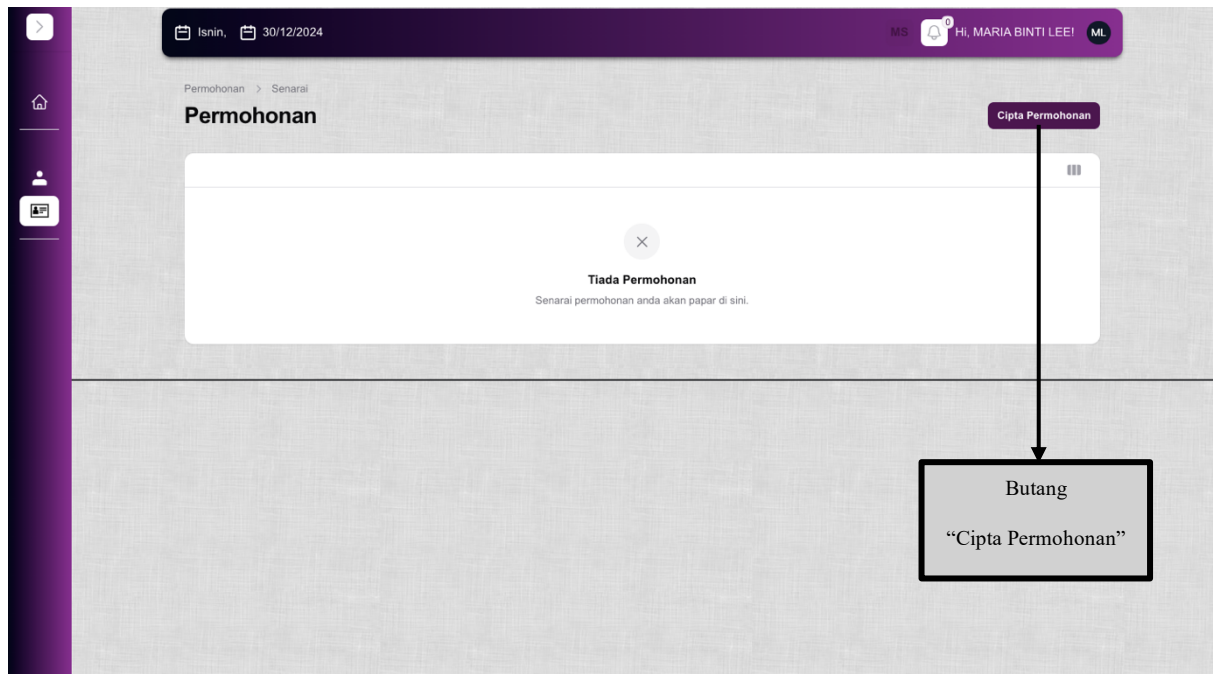 Isnin, 30/12/2024 MS 0 Hi, MARIA BINTI LEE! ML
Permohonan > Senarai
Permohonan
Cipta Permohonan
Tiada Permohonan
Senarai permohonan anda akan papar di sini.
Butang
“Cipta Permohonan”